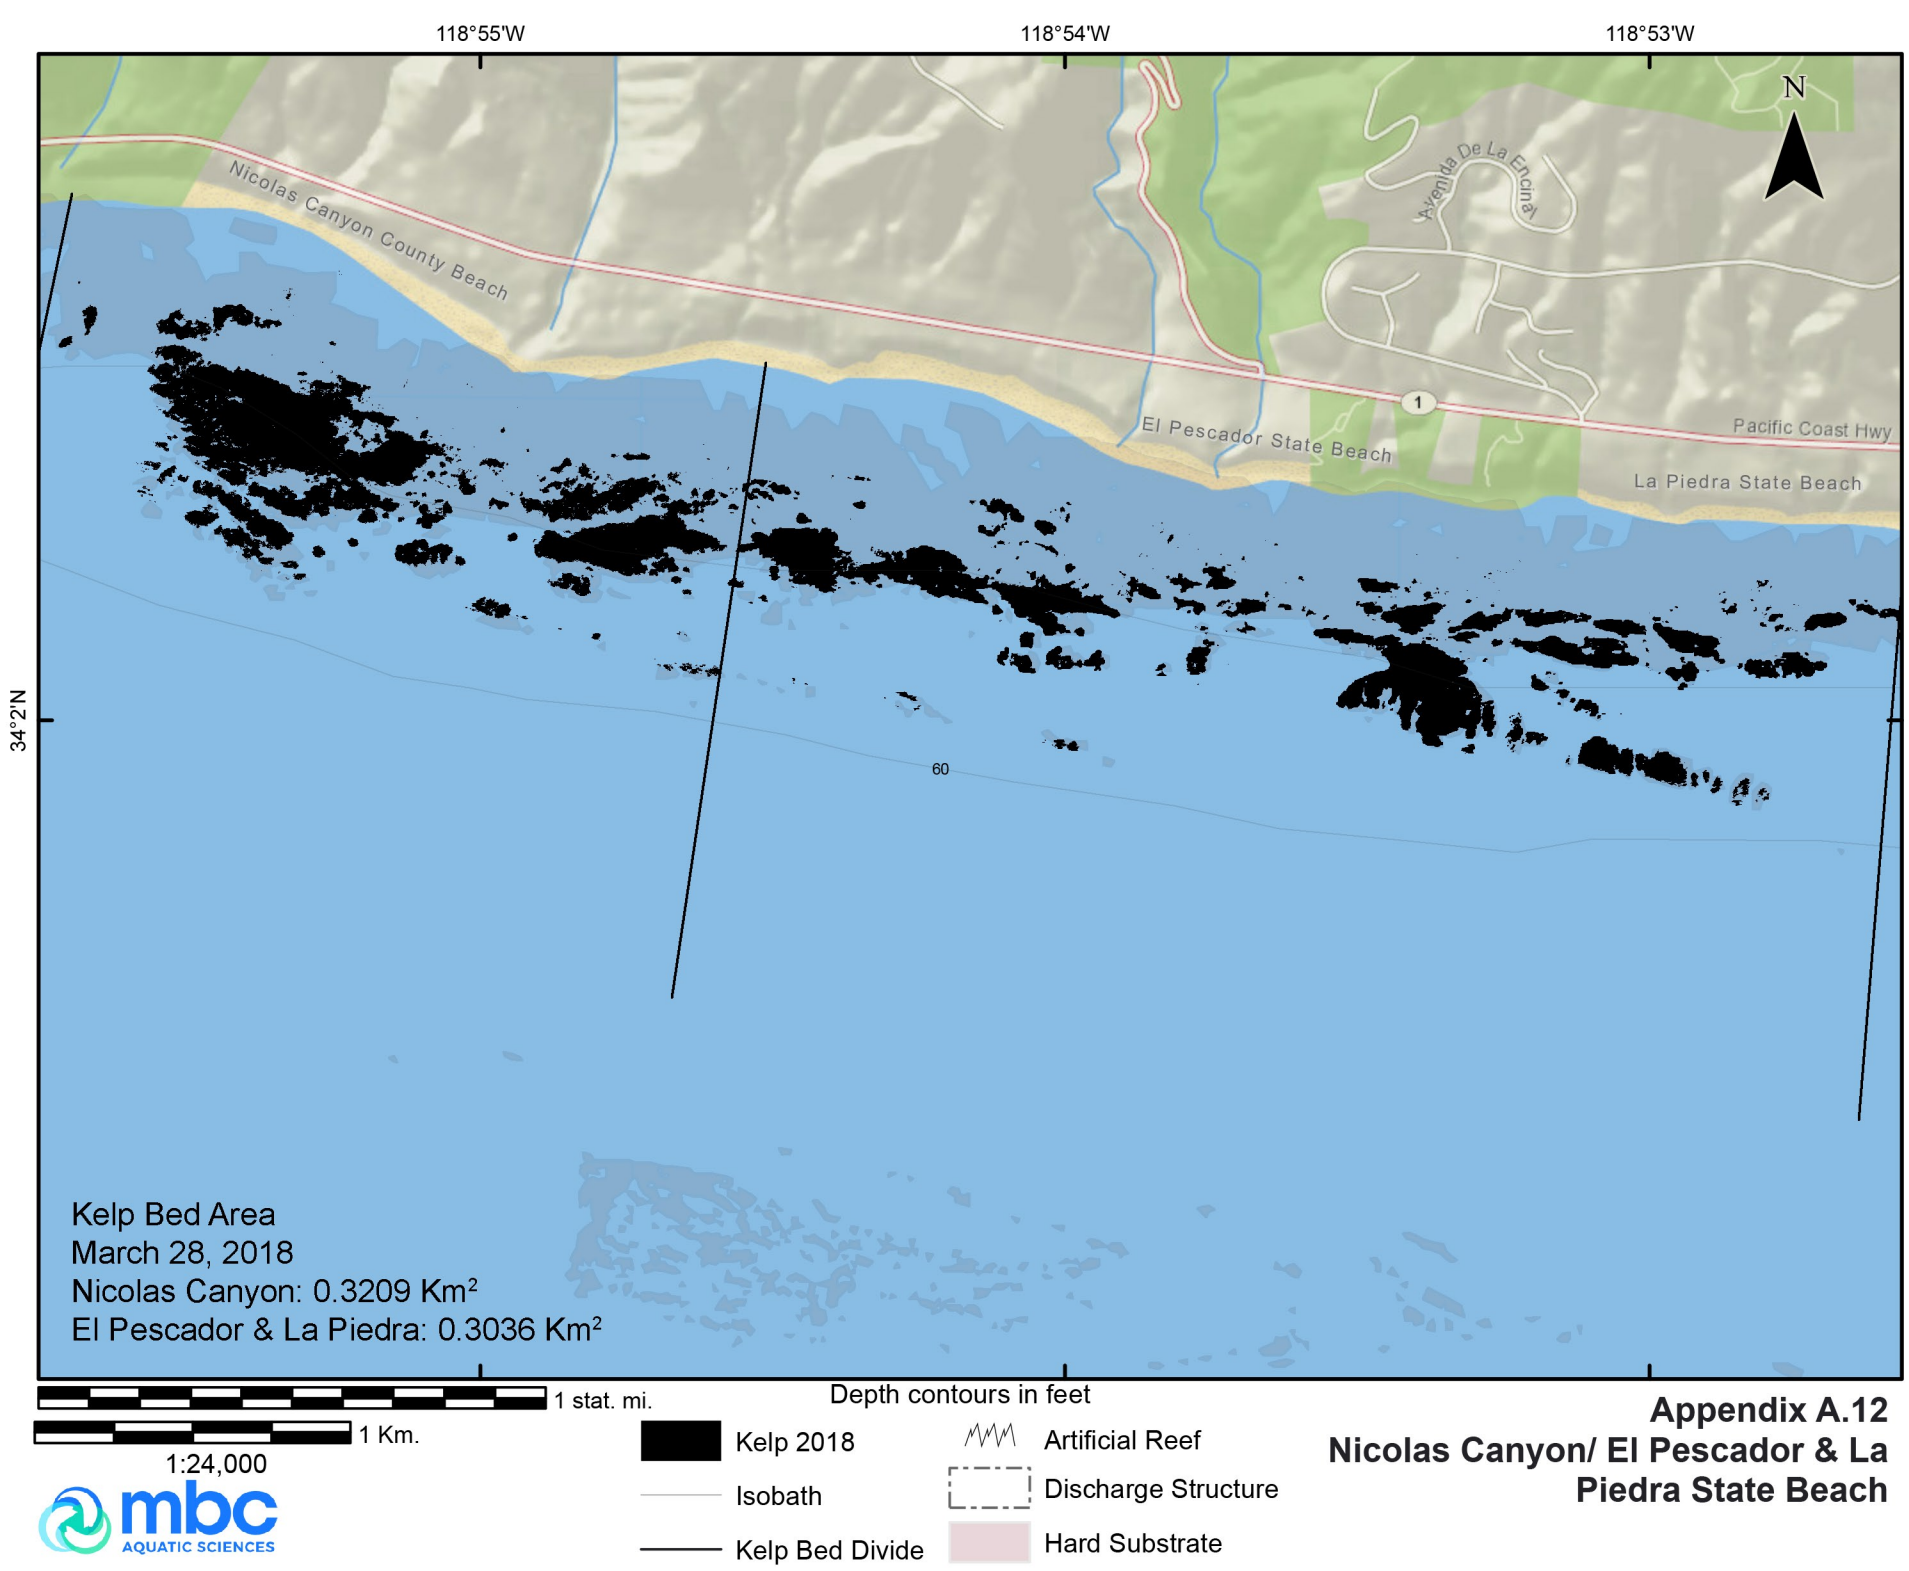 118°55'W
118°54'W
118°53'W
N
Nicolas Canyon County Beach
Avenida De La Encinal
1
El Pescador State Beach
Pacific Coast Hwy
La Piedra State Beach
34°2'N
60
Kelp Bed Area
March 28, 2018
Nicolas Canyon: 0.3209 Km²
El Pescador & La Piedra: 0.3036 Km²
1 stat. mi.
1 Km.
1:24,000
mbc
AQUATIC SCIENCES
Depth contours in feet
Kelp 2018
Isobath
Kelp Bed Divide
Artificial Reef
Discharge Structure
Hard Substrate
Appendix A.12
Nicolas Canyon/ El Pescador & La
Piedra State Beach